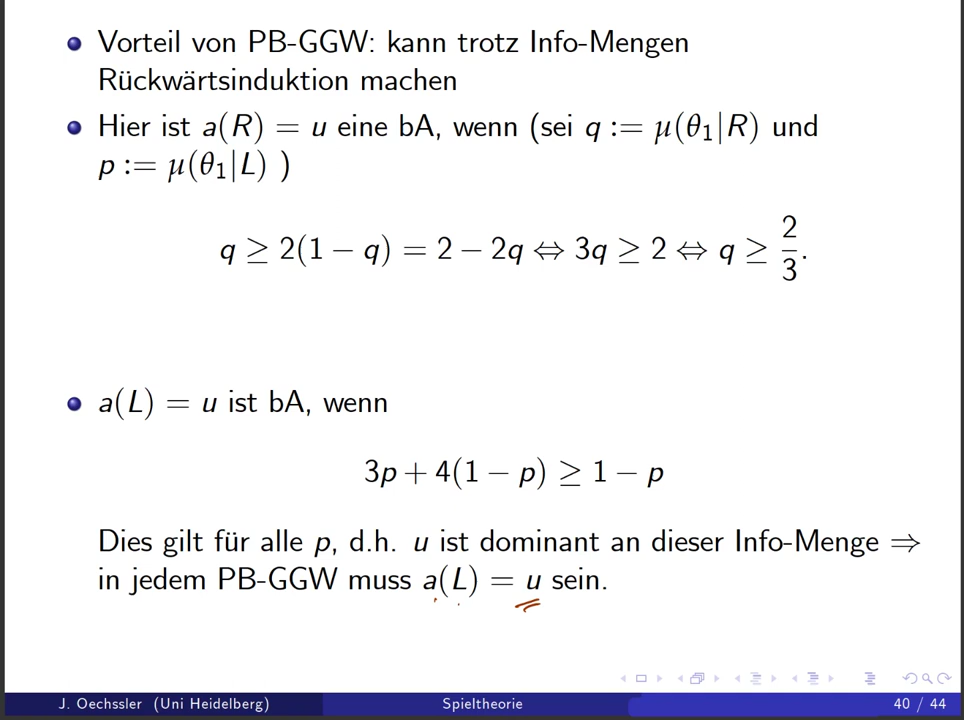 Vorteil von PB-GGW: kann trotz Info-Mengen
Rückwärtsinduktion machen
Hier ist a(R) = u eine bA, wenn (sei q := μ(θ₁|R) und
p := μ(θ₁|L) )
q ≥ 2(1 − q) = 2 − 2q ⇔ 3q ≥ 2 ⇔ q ≥ 2/3.
a(L) = u ist bA, wenn
3p + 4(1 − p) ≥ 1 − p
Dies gilt für alle p, d.h. u ist dominant an dieser Info-Menge ⇒
in jedem PB-GGW muss a(L) = u sein.
J. Oechssler (Uni Heidelberg) Spieltheorie 40 / 44